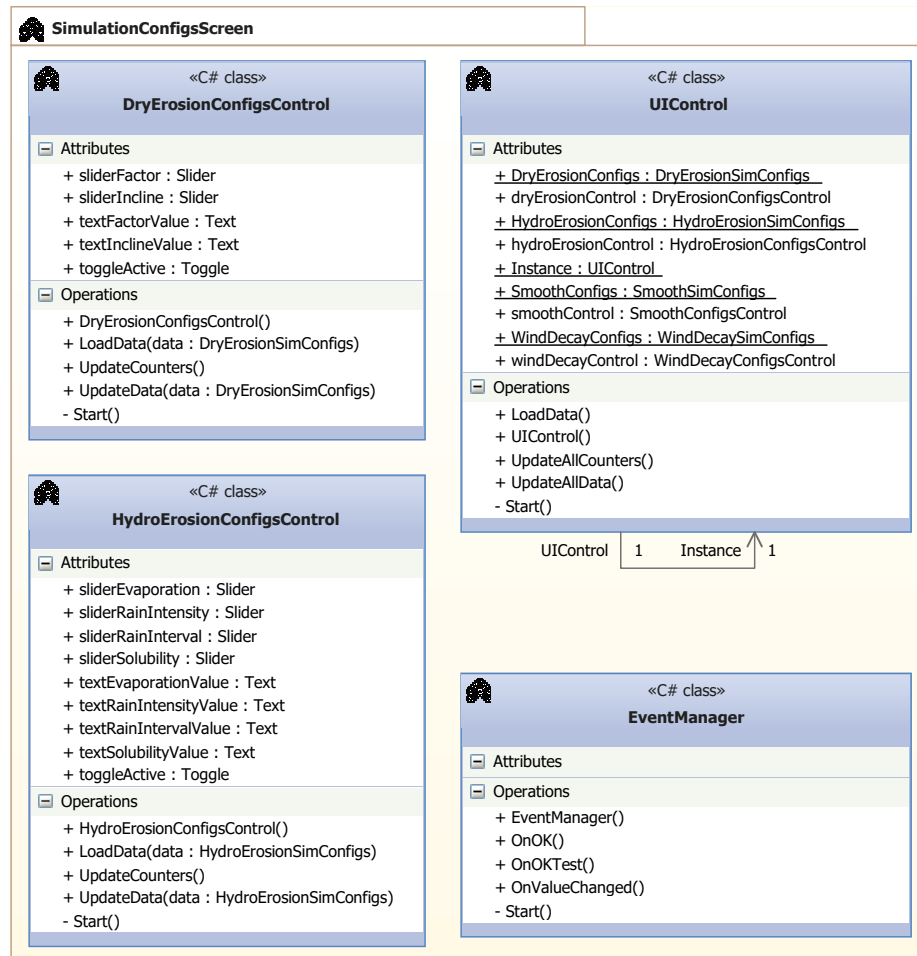 SimulationConfigsScreen
«C# class»
DryErosionConfigsControl
Attributes
+ sliderFactor : Slider
+ sliderIncline : Slider
+ textFactorValue : Text
+ textInclineValue : Text
+ toggleActive : Toggle
Operations
+ DryErosionConfigsControl()
+ LoadData(data : DryErosionSimConfigs)
+ UpdateCounters()
+ UpdateData(data : DryErosionSimConfigs)
- Start()
«C# class»
HydroErosionConfigsControl
Attributes
+ sliderEvaporation : Slider
+ sliderRainIntensity : Slider
+ sliderRainInterval : Slider
+ sliderSolubility : Slider
+ textEvaporationValue : Text
+ textRainIntensityValue : Text
+ textRainIntervalValue : Text
+ textSolubilityValue : Text
+ toggleActive : Toggle
Operations
+ HydroErosionConfigsControl()
+ LoadData(data : HydroErosionSimConfigs)
+ UpdateCounters()
+ UpdateData(data : HydroErosionSimConfigs)
- Start()
«C# class»
UIControl
Attributes
+ DryErosionConfigs : DryErosionSimConfigs
+ dryErosionControl : DryErosionConfigsControl
+ HydroErosionConfigs : HydroErosionSimConfigs
+ hydroErosionControl : HydroErosionConfigsControl
+ Instance : UIControl
+ SmoothConfigs : SmoothSimConfigs
+ smoothControl : SmoothConfigsControl
+ WindDecayConfigs : WindDecaySimConfigs
+ windDecayControl : WindDecayConfigsControl
Operations
+ LoadData()
+ UIControl()
+ UpdateAllCounters()
+ UpdateAllData()
- Start()
UIControl 1 Instance 1
«C# class»
EventManager
Attributes
Operations
+ EventManager()
+ OnOK()
+ OnOKTest()
+ OnValueChanged()
- Start()